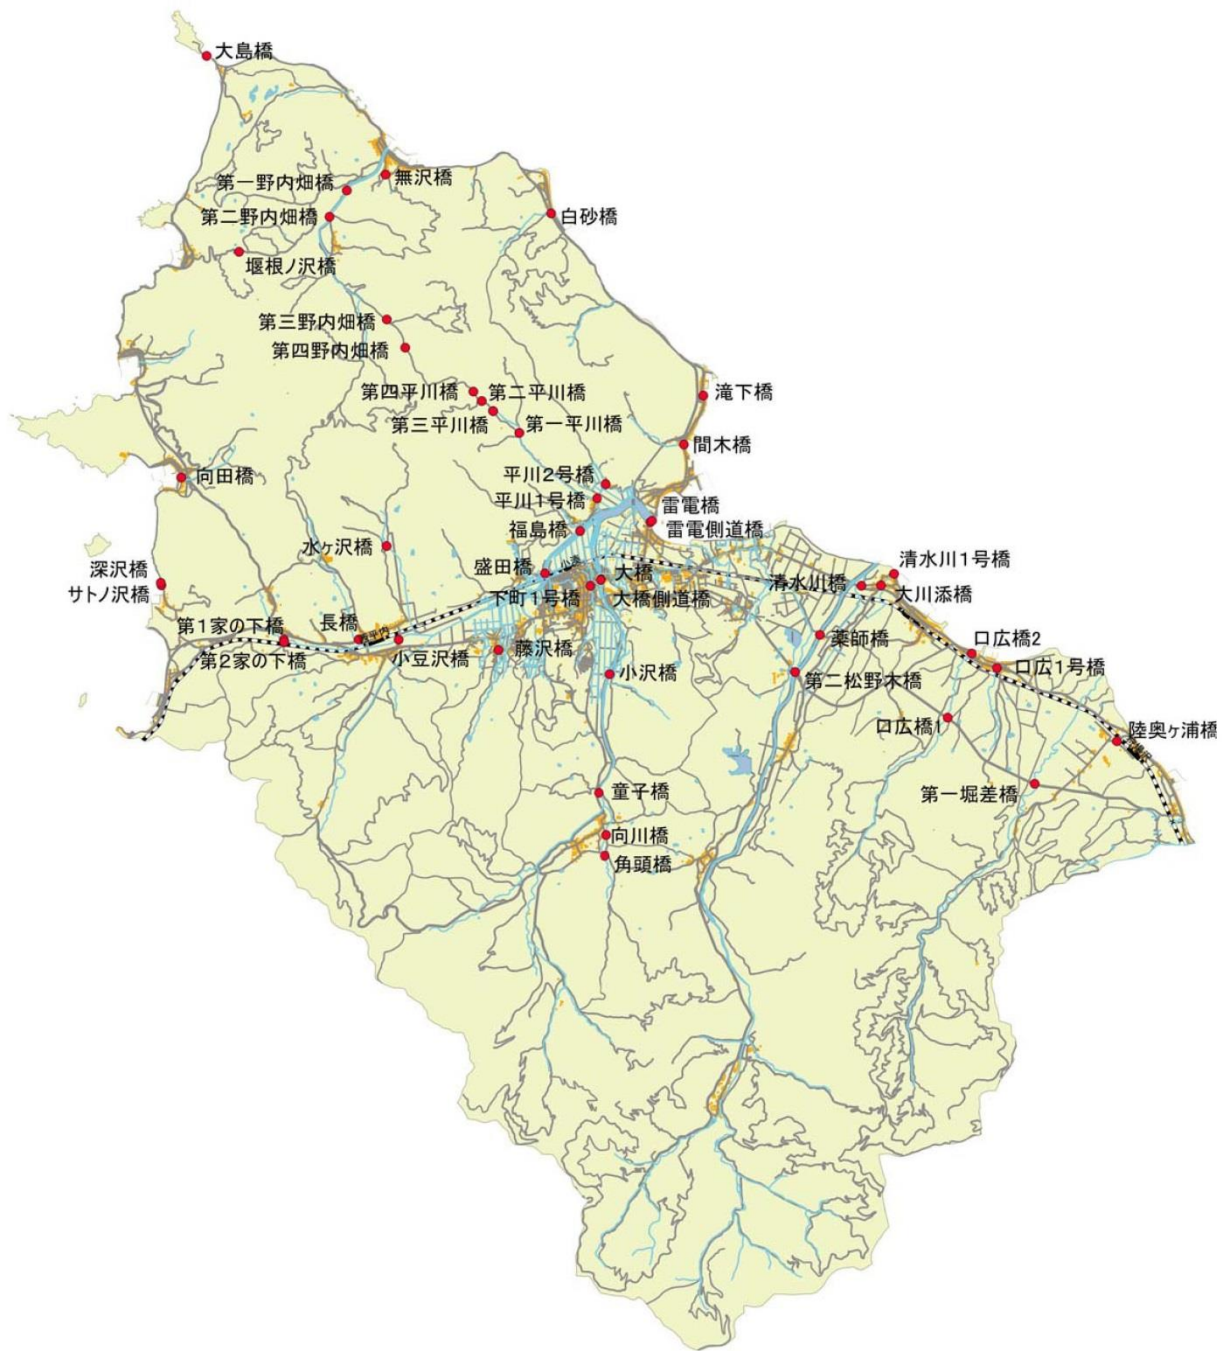 大島橋
無沢橋
第一野内畑橋
第二野内畑橋
白砂橋
堰根ノ沢橋
第三野内畑橋
第四野内畑橋
第四平川橋
第二平川橋
滝下橋
第三平川橋
第一平川橋
間木橋
向田橋
平川2号橋
平川1号橋
雷電橋
福島橋
雷電側道橋
水ヶ沢橋
深沢橋
盛田橋
小湊
大橋
清水川1号橋
清水川橋
サトノ沢橋
下町1号橋
大橋側道橋
大川添橋
第1家の下橋
長橋
西平内
薬師橋
口広橋2
第2家の下橋
小豆沢橋
藤沢橋
小沢橋
第二松野木橋
口広1号橋
口広橋1
陸奥ヶ浦橋
童子橋
第一堀差橋
向川橋
角頭橋